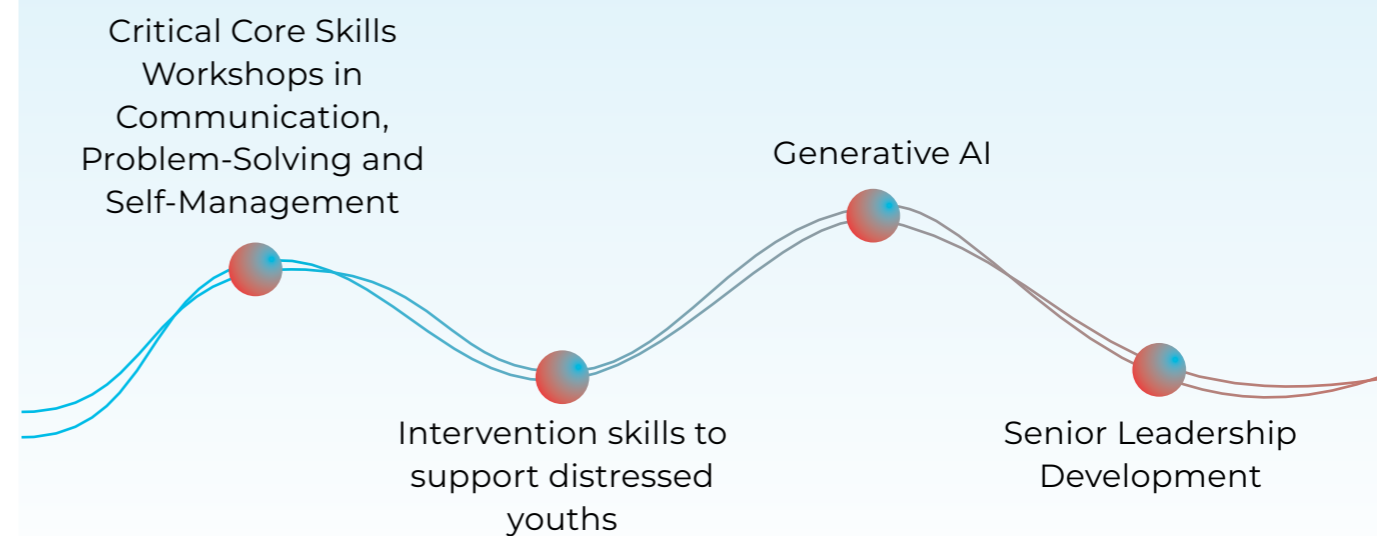 Critical Core Skills
Workshops in
Communication,
Problem-Solving and
Self-Management
Intervention skills to
support distressed
youths
Generative AI
Senior Leadership
Development